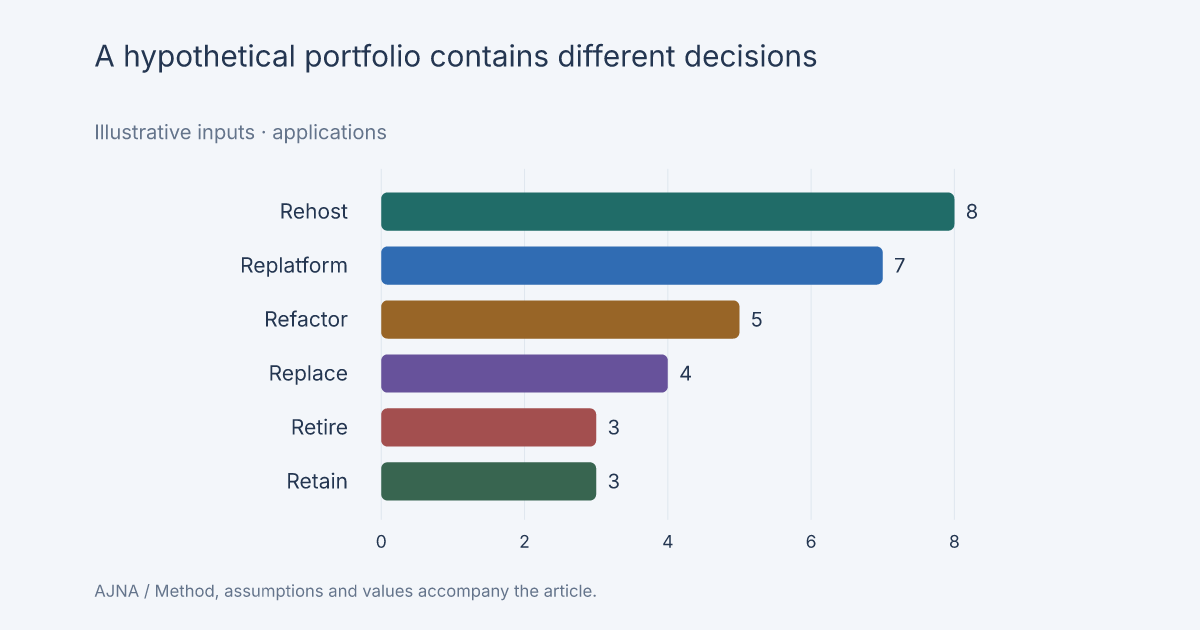 A hypothetical portfolio contains different decisions
Illustrative inputs · applications
Rehost 8
Replatform 7
Refactor 5
Replace 4
Retire 3
Retain 3
0 2 4 6 8
AJNA / Method, assumptions and values accompany the article.